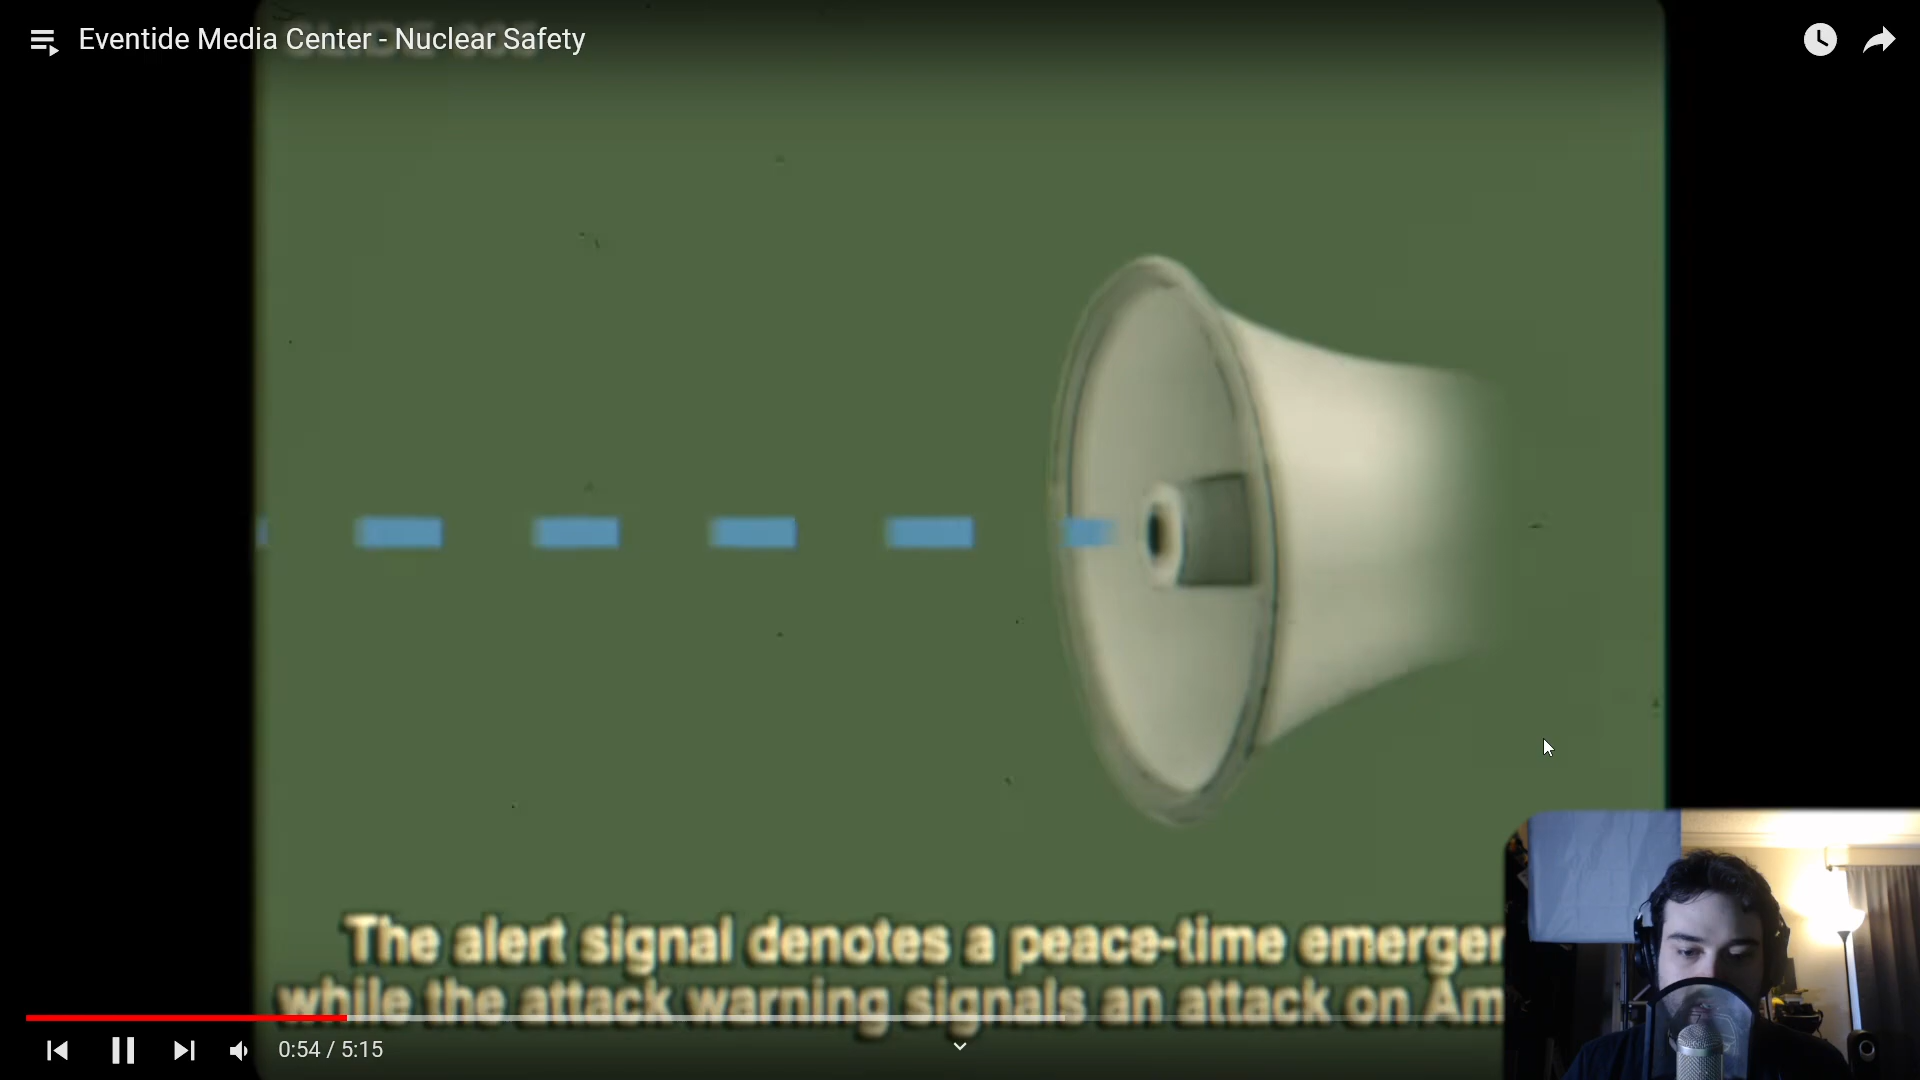 Eventide Media Center - Nuclear Safety
The alert signal denotes a peace-time emergen
while the attack warning signals an attack on Am
0:54 / 5:15